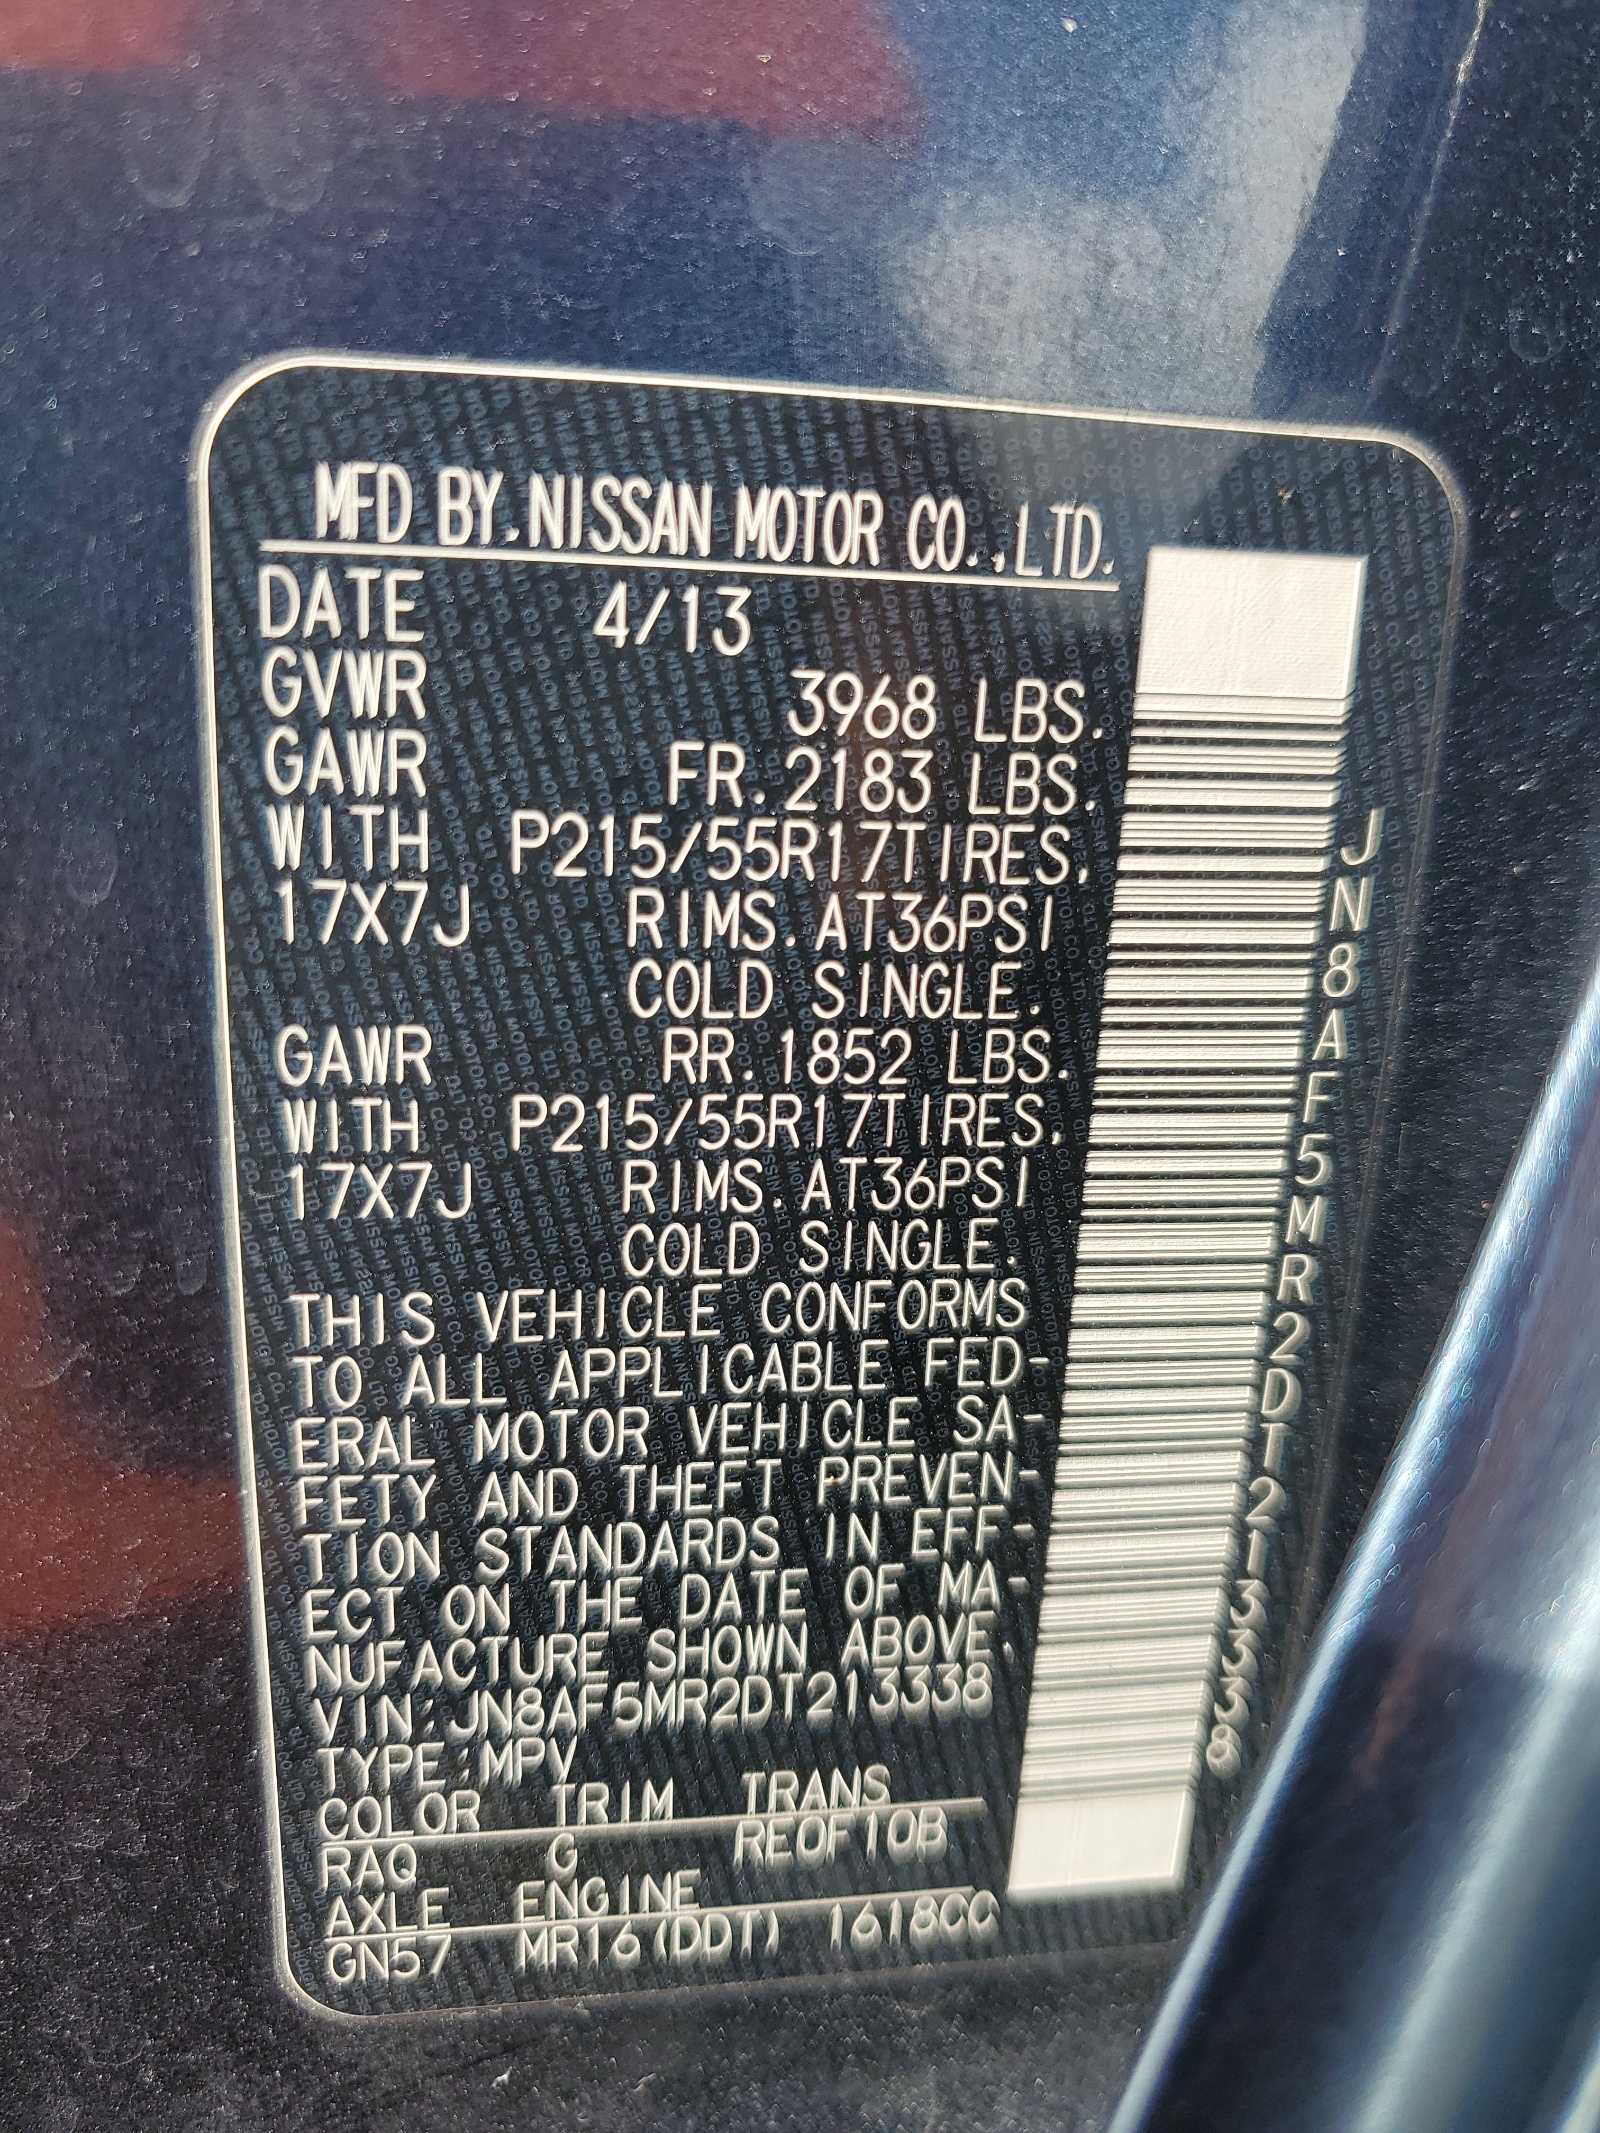 MFD BY.NISSAN MOTOR CO.,LTD.
DATE 4/13
GVWR 3968 LBS.
GAWR FR.2183 LBS.
WITH P215/55R17TIRES,
17X7J RIMS.AT36PSI
COLD SINGLE.
GAWR RR.1852 LBS.
WITH P215/55R17TIRES.
17X7J RIMS.AT36PSI
COLD SINGLE.
THIS VEHICLE CONFORMS
TO ALL APPLICABLE FED-
ERAL MOTOR VEHICLE SA-
FETY AND THEFT PREVEN-
TION STANDARDS IN EFF-
ECT ON THE DATE OF MA-
NUFACTURE SHOWN ABOVE.
VIN:JN8AF5MR2DT213338
TYPE:MPV
COLOR TRIM TRANS
RAQ G REOF10B
AXLE ENGINE
GN57 MR16(DDT) 1618CC
JN8AF5MR2DT213338